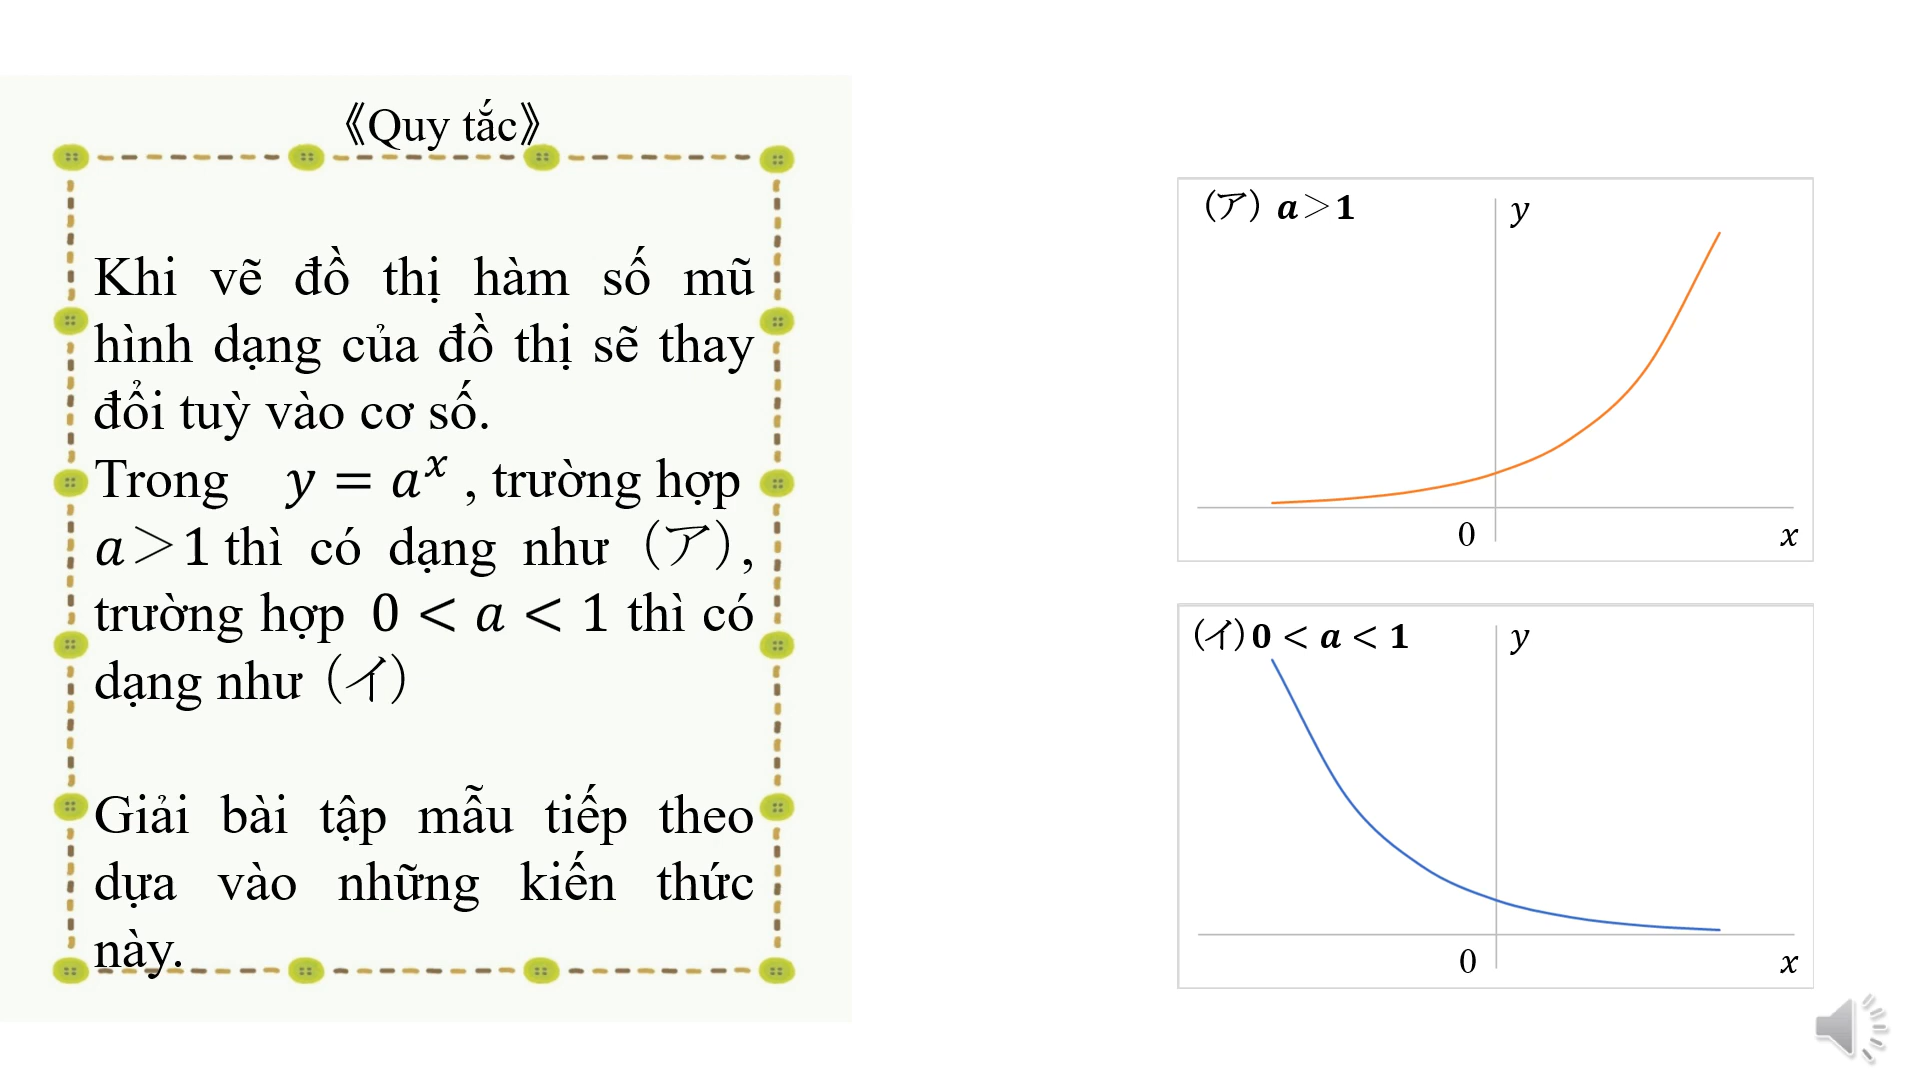 《Quy tắc》
Khi vẽ đồ thị hàm số mũ
hình dạng của đồ thị sẽ thay
đổi tuỳ vào cơ số.
Trong y = aˣ , trường hợp
a＞1 thì có dạng như（ア）,
trường hợp 0 < a < 1 thì có
dạng như（イ）
Giải bài tập mẫu tiếp theo
dựa vào những kiến thức
này.
（ア）a＞1
y
0
x
（イ）0 < a < 1
y
0
x